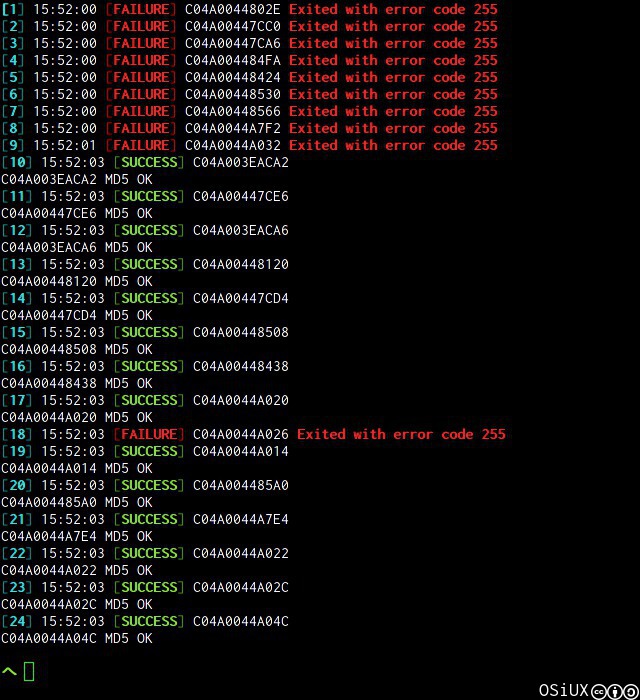 [1] 15:52:00 [FAILURE] C04A0044802E Exited with error code 255
[2] 15:52:00 [FAILURE] C04A00447CC0 Exited with error code 255
[3] 15:52:00 [FAILURE] C04A00447CA6 Exited with error code 255
[4] 15:52:00 [FAILURE] C04A004484FA Exited with error code 255
[5] 15:52:00 [FAILURE] C04A00448424 Exited with error code 255
[6] 15:52:00 [FAILURE] C04A00448530 Exited with error code 255
[7] 15:52:00 [FAILURE] C04A00448566 Exited with error code 255
[8] 15:52:00 [FAILURE] C04A0044A7F2 Exited with error code 255
[9] 15:52:01 [FAILURE] C04A0044A032 Exited with error code 255
[10] 15:52:03 [SUCCESS] C04A003EACA2
C04A003EACA2 MD5 OK
[11] 15:52:03 [SUCCESS] C04A00447CE6
C04A00447CE6 MD5 OK
[12] 15:52:03 [SUCCESS] C04A003EACA6
C04A003EACA6 MD5 OK
[13] 15:52:03 [SUCCESS] C04A00448120
C04A00448120 MD5 OK
[14] 15:52:03 [SUCCESS] C04A00447CD4
C04A00447CD4 MD5 OK
[15] 15:52:03 [SUCCESS] C04A00448508
C04A00448508 MD5 OK
[16] 15:52:03 [SUCCESS] C04A00448438
C04A00448438 MD5 OK
[17] 15:52:03 [SUCCESS] C04A0044A020
C04A0044A020 MD5 OK
[18] 15:52:03 [FAILURE] C04A0044A026 Exited with error code 255
[19] 15:52:03 [SUCCESS] C04A0044A014
C04A0044A014 MD5 OK
[20] 15:52:03 [SUCCESS] C04A004485A0
C04A004485A0 MD5 OK
[21] 15:52:03 [SUCCESS] C04A0044A7E4
C04A0044A7E4 MD5 OK
[22] 15:52:03 [SUCCESS] C04A0044A022
C04A0044A022 MD5 OK
[23] 15:52:03 [SUCCESS] C04A0044A02C
C04A0044A02C MD5 OK
[24] 15:52:03 [SUCCESS] C04A0044A04C
C04A0044A04C MD5 OK
^
OSiUX